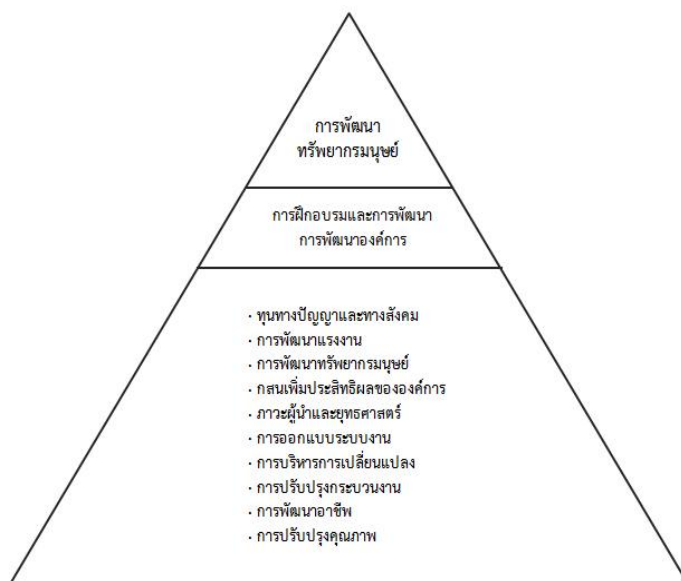 การพัฒนา
ทรัพยากรมนุษย์
การฝึกอบรมและการพัฒนา
การพัฒนาองค์การ
· ทุนทางปัญญาและทางสังคม
· การพัฒนาแรงงาน
· การพัฒนาทรัพยากรมนุษย์
· กสนเพิ่มประสิทธิผลขององค์การ
· ภาวะผู้นำและยุทธศาสตร์
· การออกแบบระบบงาน
· การบริหารการเปลี่ยนแปลง
· การปรับปรุงกระบวนงาน
· การพัฒนาอาชีพ
· การปรับปรุงคุณภาพ